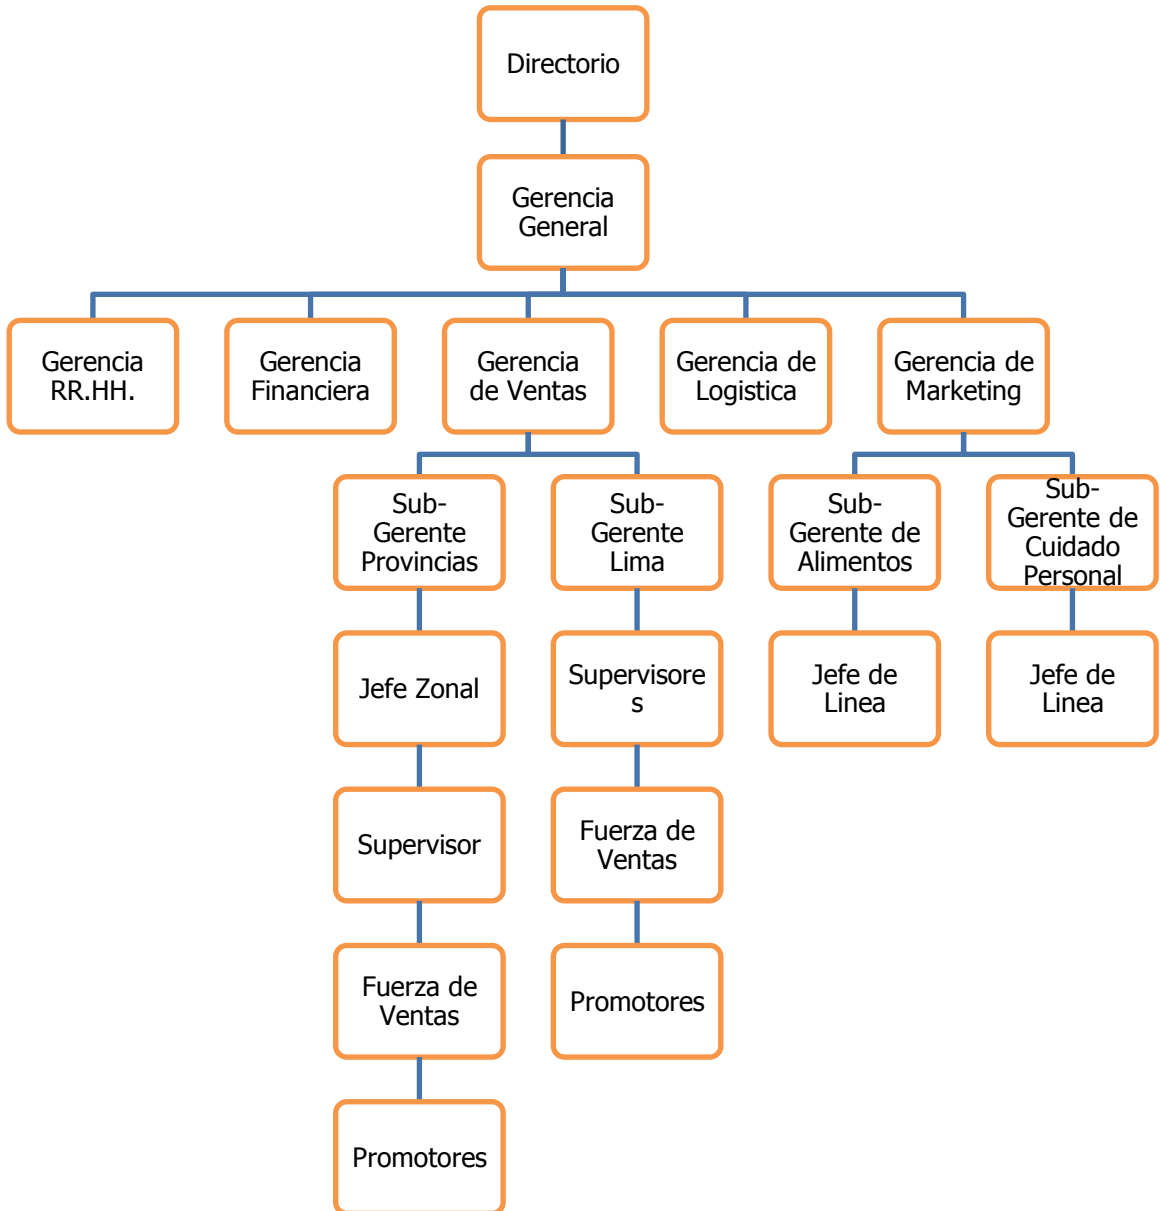 Directorio
Gerencia
General
Gerencia
RR.HH.
Gerencia
Financiera
Gerencia
de Ventas
Gerencia de
Logistica
Gerencia de
Marketing
Sub-
Gerente
Provincias
Sub-
Gerente
Lima
Sub-
Gerente de
Alimentos
Sub-
Gerente de
Cuidado
Personal
Jefe Zonal
Supervisore
s
Jefe de
Linea
Jefe de
Linea
Supervisor
Fuerza de
Ventas
Fuerza de
Ventas
Promotores
Promotores